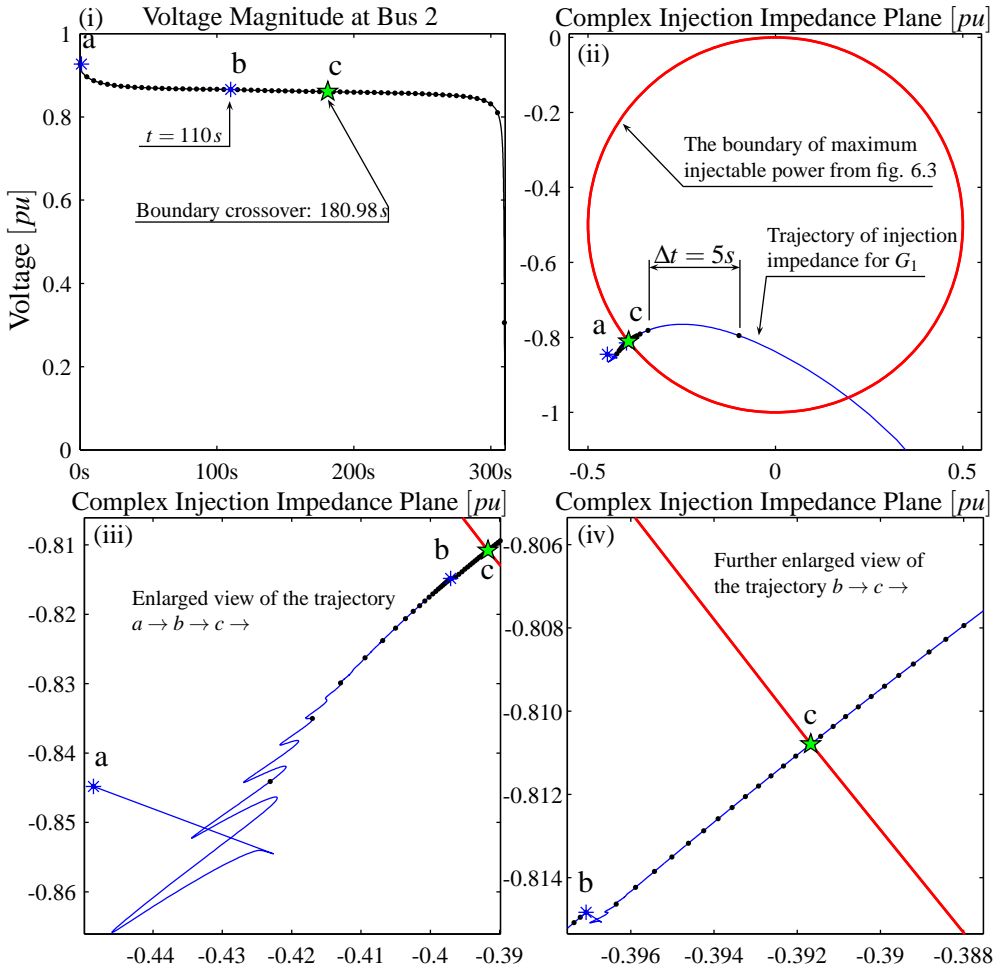 Voltage Magnitude at Bus 2
(i)
a
b
c
t = 110 s
Boundary crossover: 180.98 s
Voltage [pu]
1
0.8
0.6
0.4
0.2
0
0s
100s
200s
300s
Complex Injection Impedance Plane [pu]
(ii)
The boundary of maximum
injectable power from fig. 6.3
Δt = 5s
Trajectory of injection
impedance for G₁
a
c
0
-0.2
-0.4
-0.6
-0.8
-1
-0.5
0
0.5
Complex Injection Impedance Plane [pu]
(iii)
b
c
Enlarged view of the trajectory
a → b → c →
a
-0.81
-0.82
-0.83
-0.84
-0.85
-0.86
-0.44
-0.43
-0.42
-0.41
-0.4
-0.39
Complex Injection Impedance Plane [pu]
(iv)
Further enlarged view of
the trajectory b → c →
c
b
-0.806
-0.808
-0.810
-0.812
-0.814
-0.396
-0.394
-0.392
-0.39
-0.388